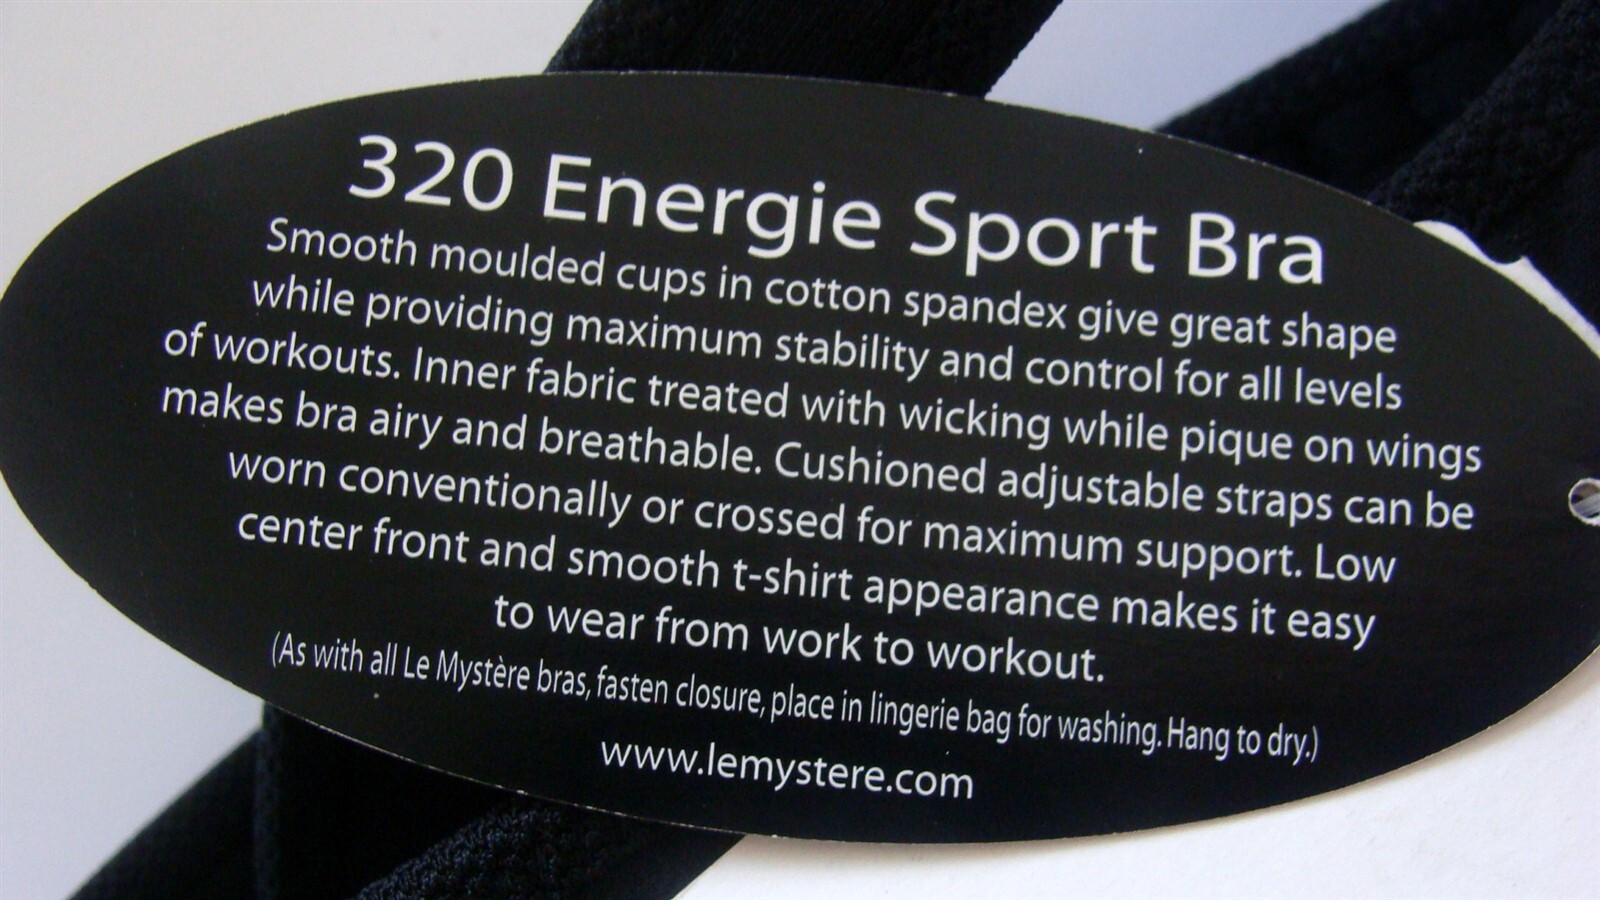 320 Energie Sport Bra
Smooth moulded cups in cotton spandex give great shape
while providing maximum stability and control for all levels
of workouts. Inner fabric treated with wicking while pique on wings
makes bra airy and breathable. Cushioned adjustable straps can be
worn conventionally or crossed for maximum support. Low
center front and smooth t-shirt appearance makes it easy
to wear from work to workout.
(As with all Le Mystère bras, fasten closure, place in lingerie bag for washing. Hang to dry.)
www.lemystere.com